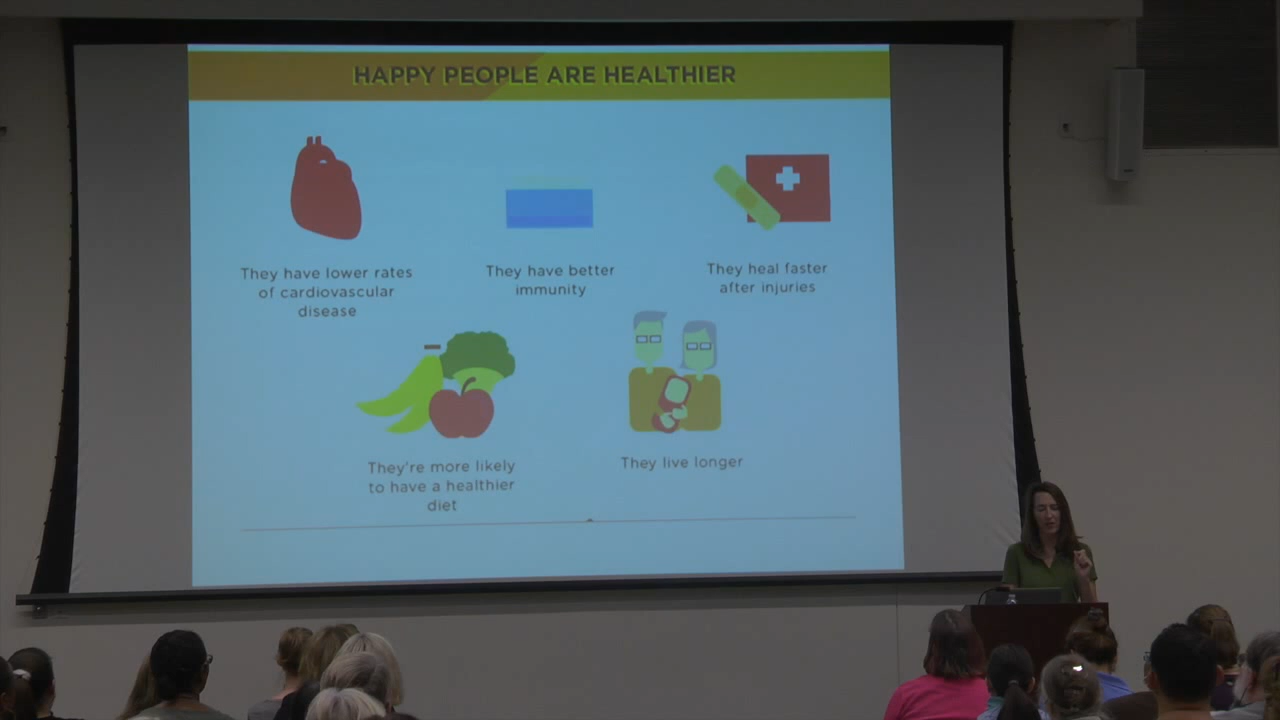 HAPPY PEOPLE ARE HEALTHIER
They have lower rates
of cardiovascular
disease
They have better
immunity
They heal faster
after injuries
They're more likely
to have a healthier
diet
They live longer